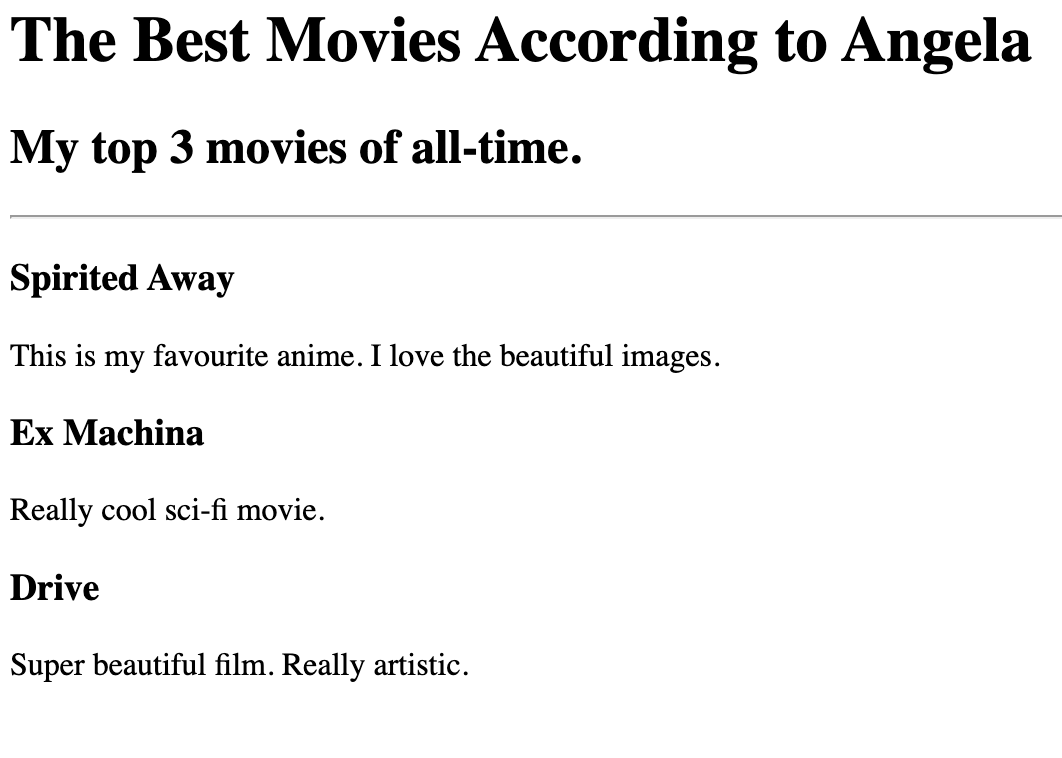 The Best Movies According to Angela
My top 3 movies of all-time.
Spirited Away
This is my favourite anime. I love the beautiful images.
Ex Machina
Really cool sci-fi movie.
Drive
Super beautiful film. Really artistic.